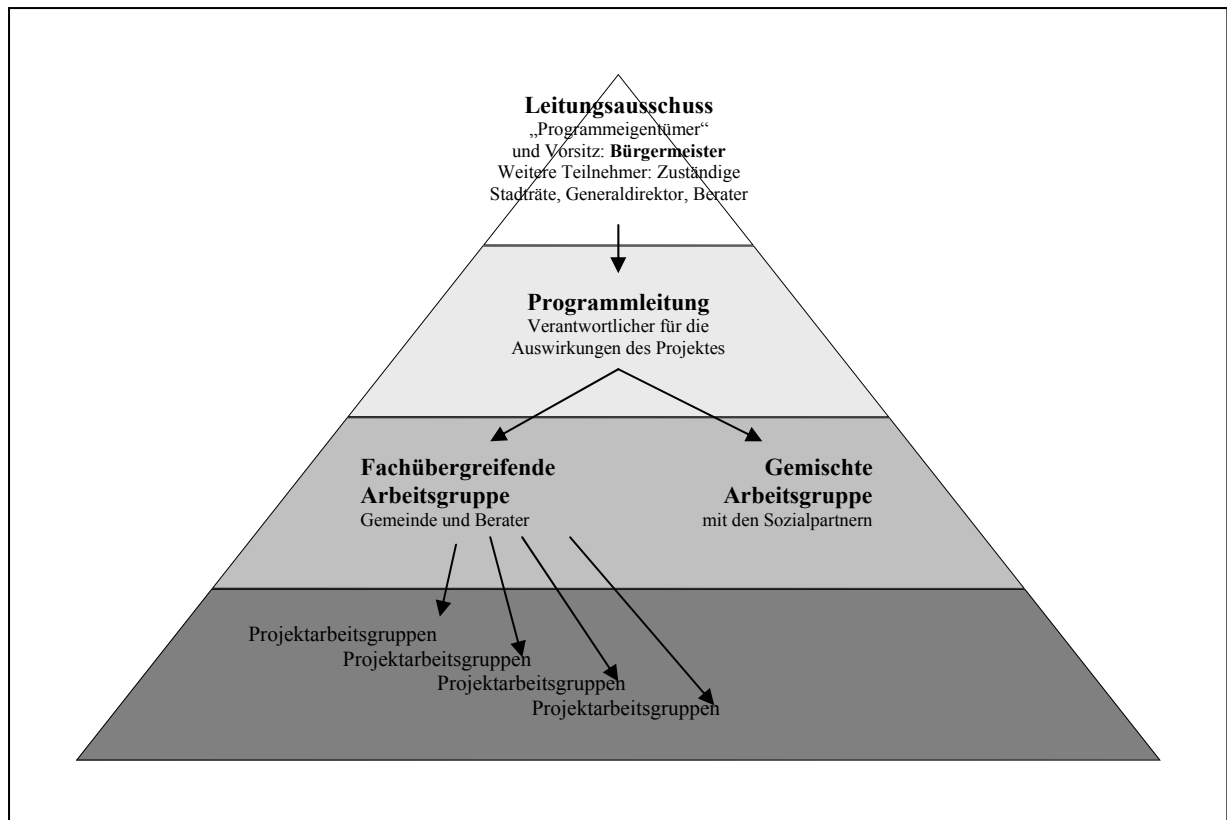 Leitungsausschuss
„Programmeigentümer“
und Vorsitz: Bürgermeister
Weitere Teilnehmer: Zuständige
Stadträte, Generaldirektor, Berater
Programmleitung
Verantwortlicher für die
Auswirkungen des Projektes
Fachübergreifende
Arbeitsgruppe
Gemeinde und Berater
Gemischte
Arbeitsgruppe
mit den Sozialpartnern
Projektarbeitsgruppen
Projektarbeitsgruppen
Projektarbeitsgruppen
Projektarbeitsgruppen